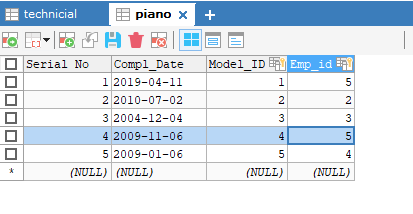 technicial piano
Serial No Compl_Date Model_ID Emp_id
1 2019-04-11 1 5
2 2010-07-02 2 2
3 2004-12-04 3 3
4 2009-11-06 4 5
5 2009-01-06 5 4
* (NULL) (NULL) (NULL) (NULL)